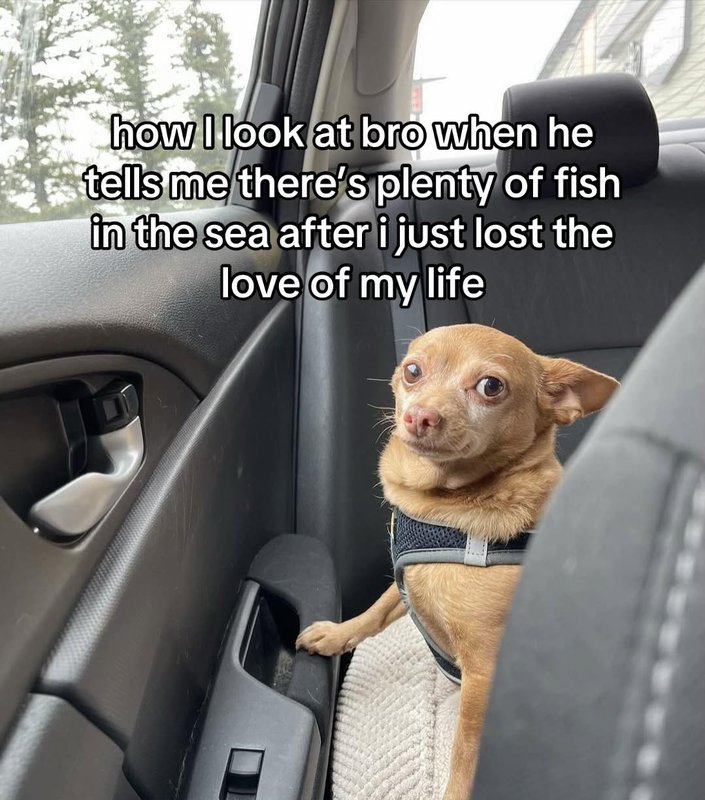 how I look at bro when he
tells me there's plenty of fish
in the sea after i just lost the
love of my life